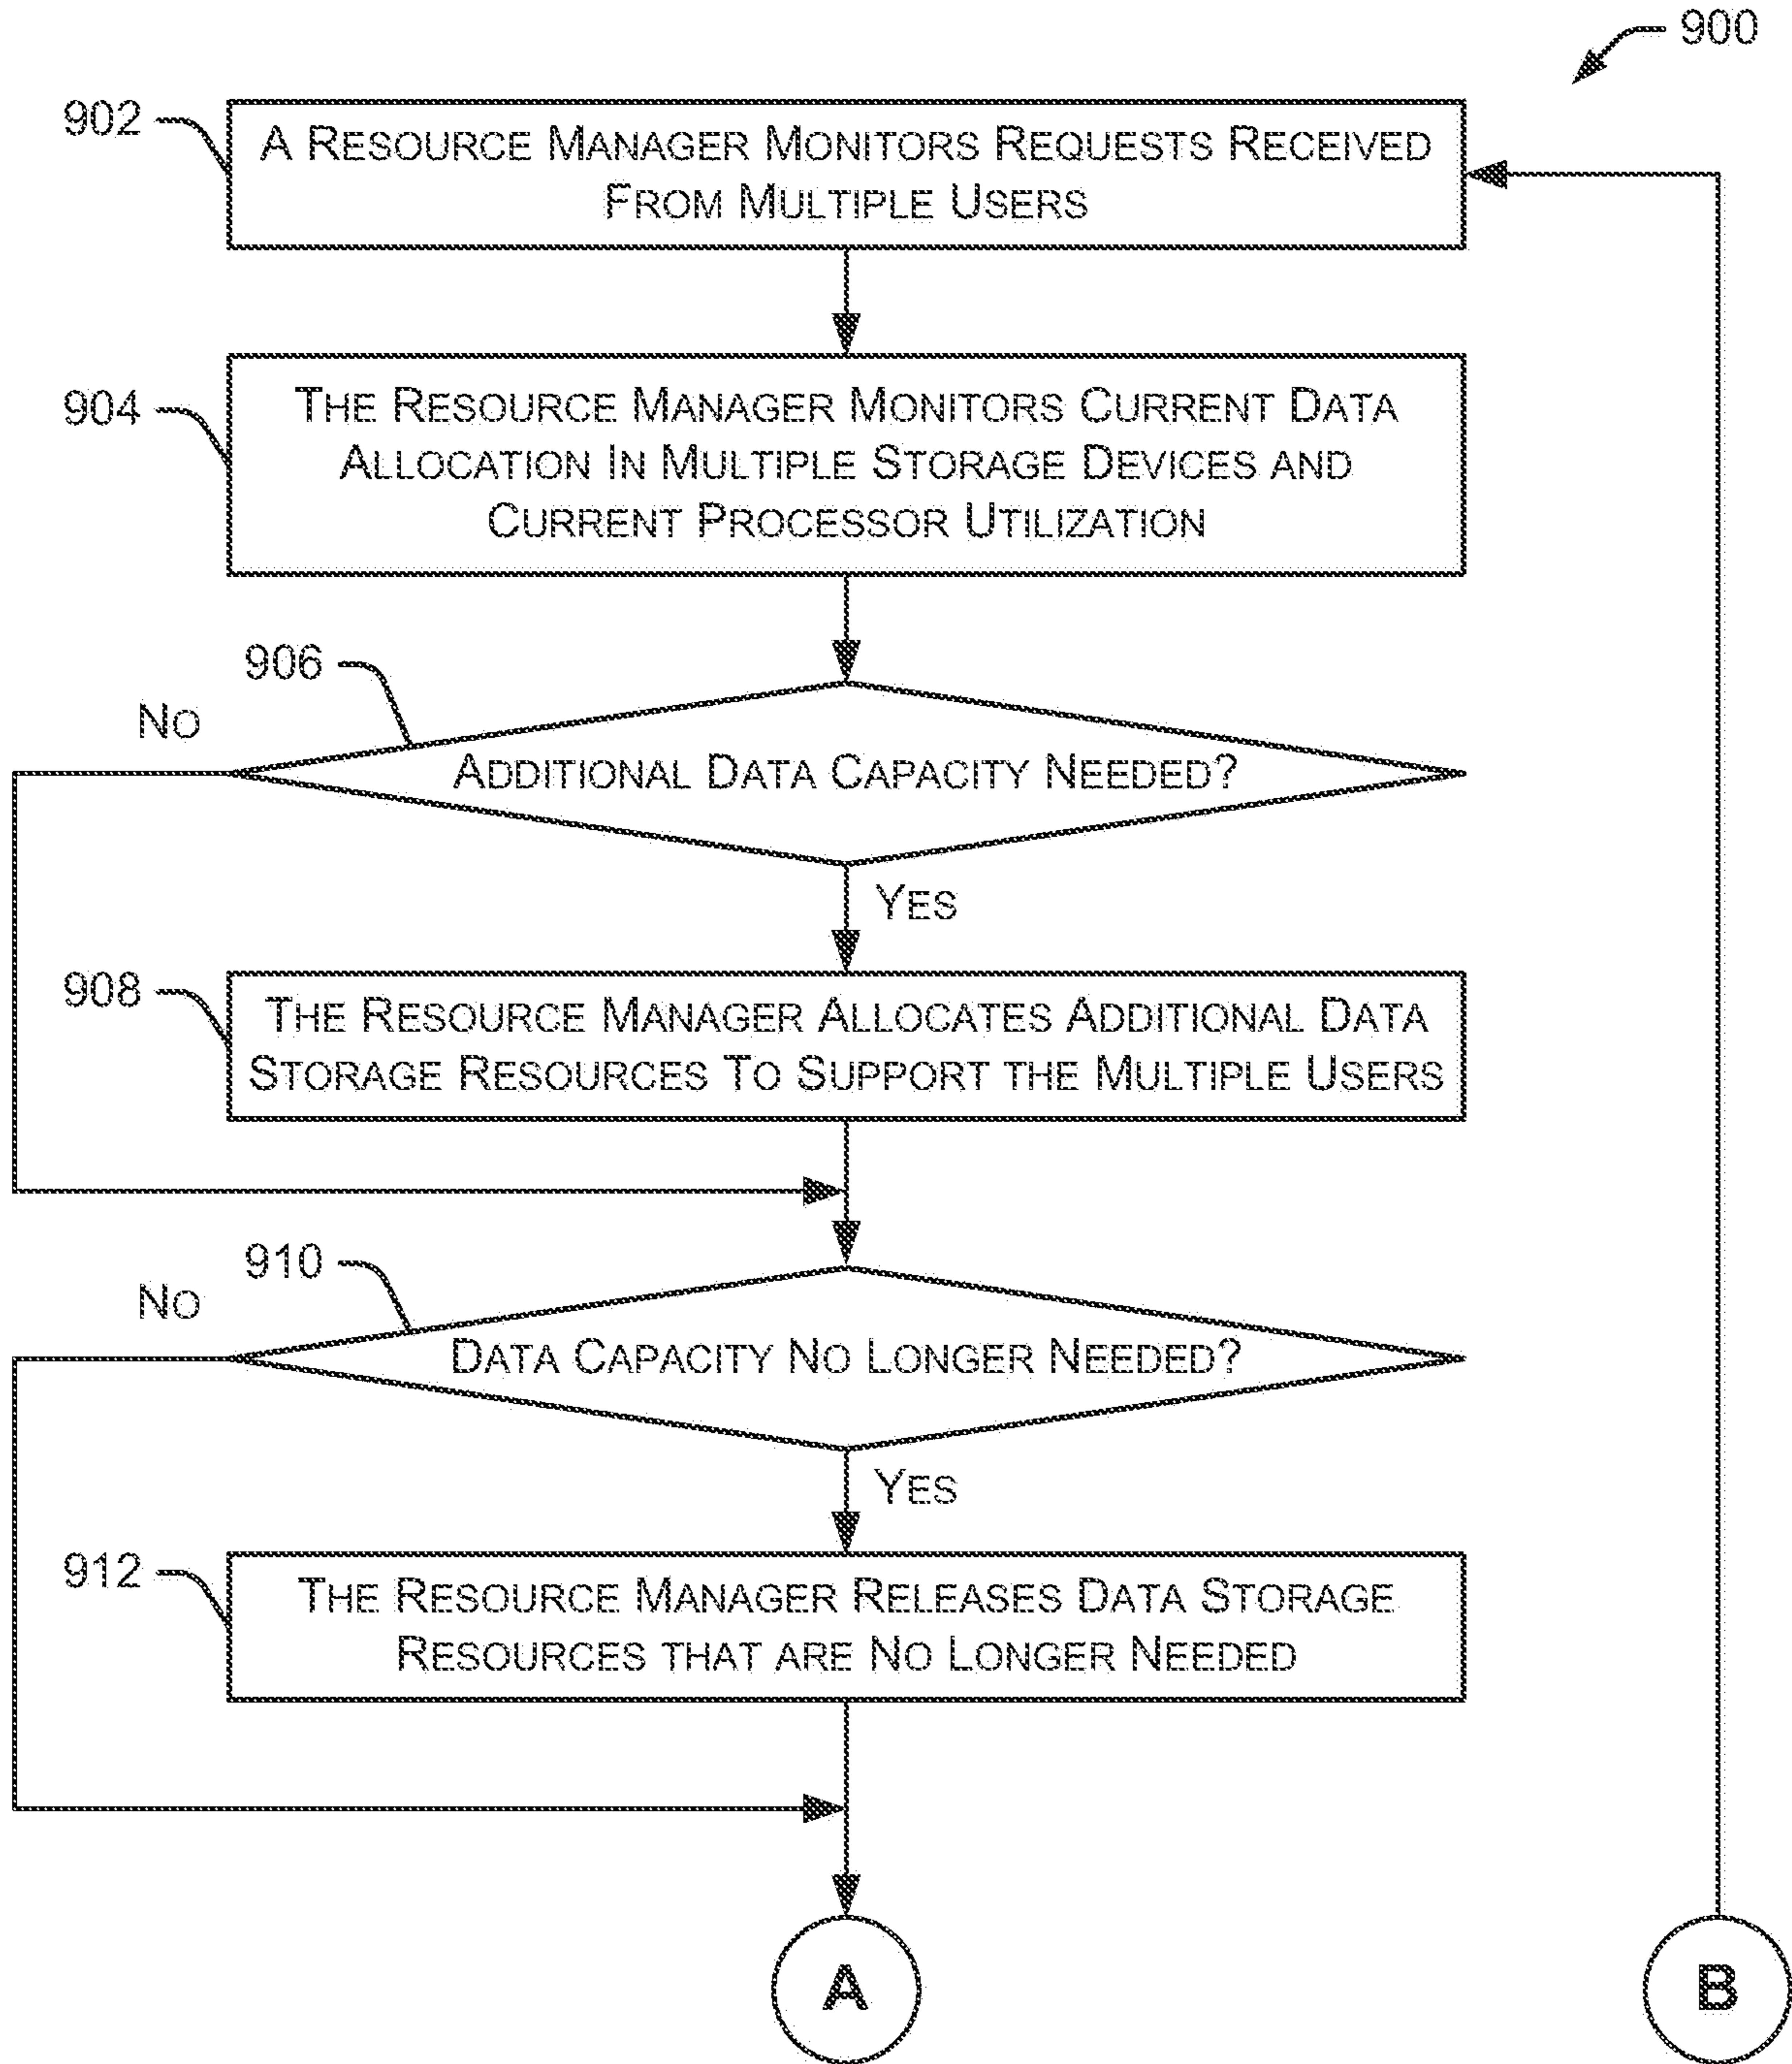 900
902
A RESOURCE MANAGER MONITORS REQUESTS RECEIVED
FROM MULTIPLE USERS
904
THE RESOURCE MANAGER MONITORS CURRENT DATA
ALLOCATION IN MULTIPLE STORAGE DEVICES AND
CURRENT PROCESSOR UTILIZATION
906
NO
ADDITIONAL DATA CAPACITY NEEDED?
YES
908
THE RESOURCE MANAGER ALLOCATES ADDITIONAL DATA
STORAGE RESOURCES TO SUPPORT THE MULTIPLE USERS
910
NO
DATA CAPACITY NO LONGER NEEDED?
YES
912
THE RESOURCE MANAGER RELEASES DATA STORAGE
RESOURCES THAT ARE NO LONGER NEEDED
A
B